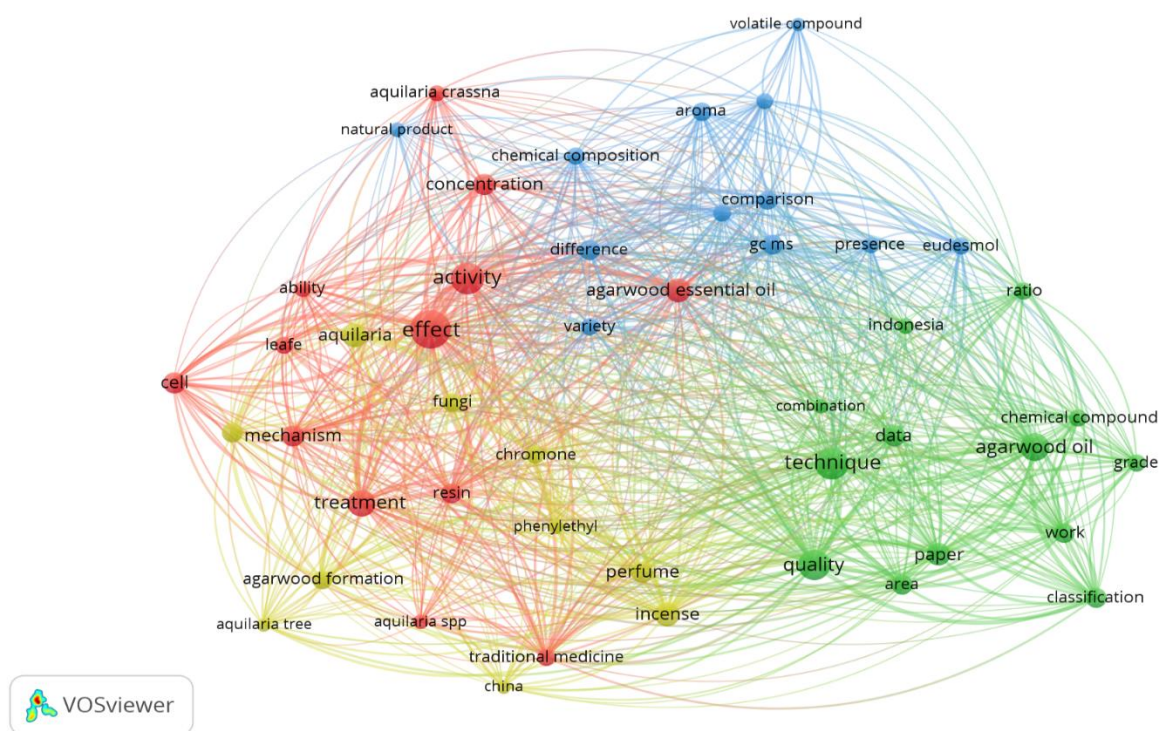 volatile compound
aquilaria crassna
aroma
natural product
chemical composition
concentration
comparison
difference
gc ms
presence
eudesmol
activity
ability
agarwood essential oil
ratio
effect
aquilaria
variety
indonesia
leafe
cell
fungi
combination
chemical compound
mechanism
data
agarwood oil
chromone
technique
grade
treatment
resin
phenylethyl
work
paper
quality
perfume
agarwood formation
area
classification
incense
aquilaria tree
aquilaria spp
traditional medicine
china
VOSviewer